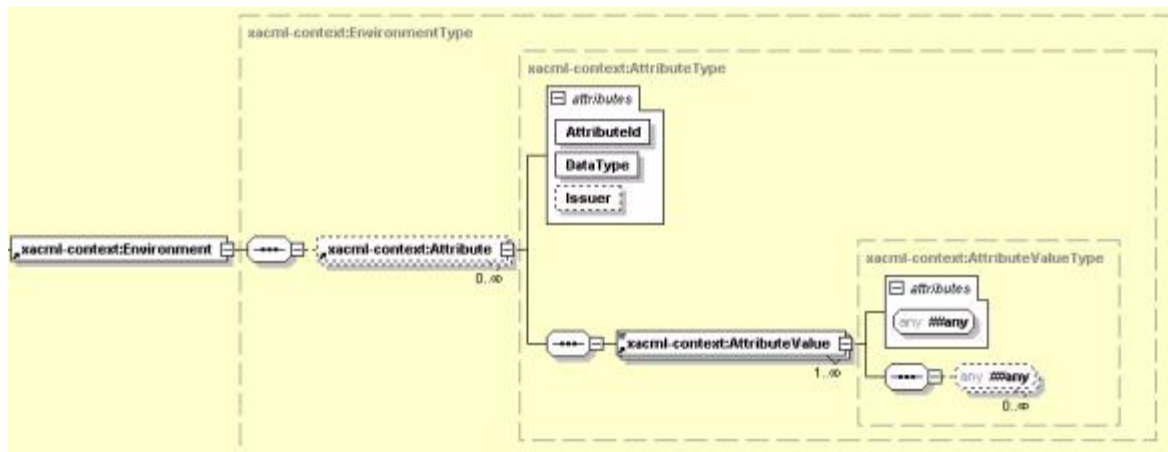 xacml-context:EnvironmentType
xacml-context:AttributeType
attributes
AttributeId
DataType
Issuer
xacml-context:Environment
xacml-context:Attribute
0..∞
xacml-context:AttributeValueType
attributes
any ##any
xacml-context:AttributeValue
1..∞
any ##any
0..∞